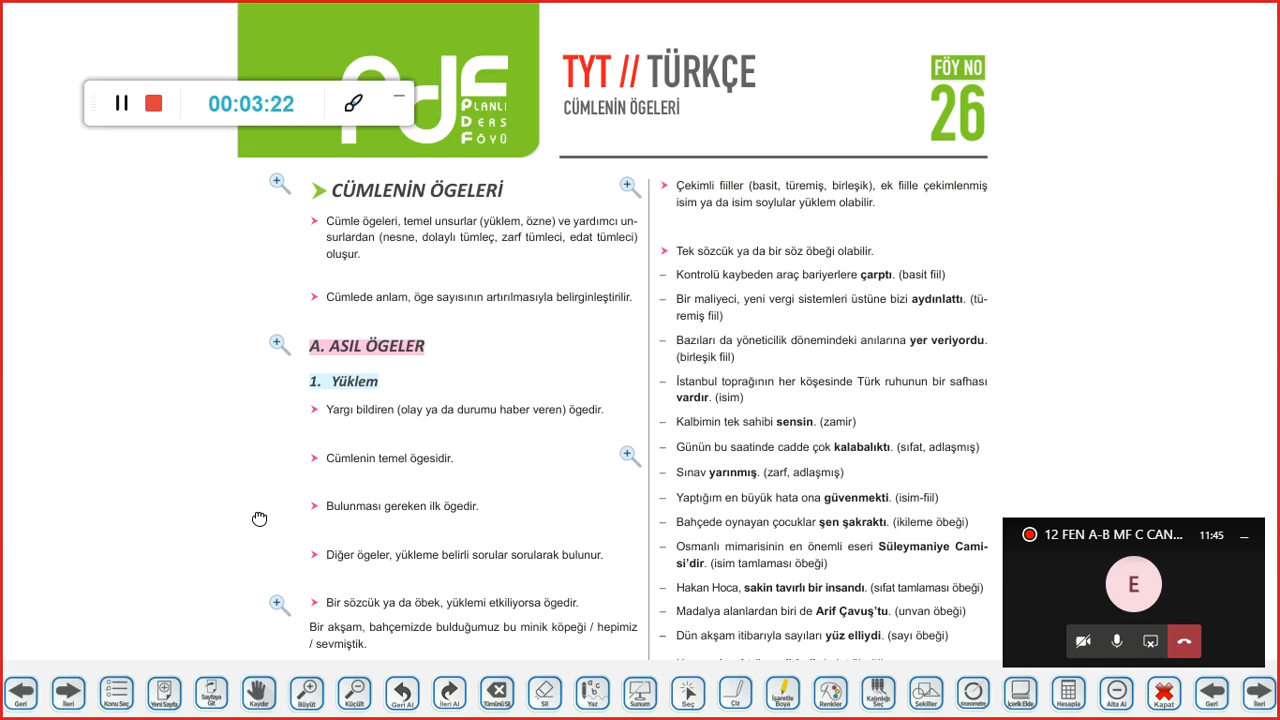 PLANLI
DERS
FÖYÜ
00:03:22
TYT // TÜRKÇE
CÜMLENİN ÖGELERİ
FÖY NO
26
CÜMLENİN ÖGELERİ
Cümle ögeleri, temel unsurlar (yüklem, özne) ve yardımcı un-
surlardan (nesne, dolaylı tümleç, zarf tümleci, edat tümleci)
oluşur.
Cümlede anlam, öge sayısının artırılmasıyla belirginleştirilir.
A. ASIL ÖGELER
1. Yüklem
Yargı bildiren (olay ya da durumu haber veren) ögedir.
Cümlenin temel ögesidir.
Bulunması gereken ilk ögedir.
Diğer ögeler, yükleme belirli sorular sorularak bulunur.
Bir sözcük ya da öbek, yüklemi etkiliyorsa ögedir.
Bir akşam, bahçemizde bulduğumuz bu minik köpeği / hepimiz
/ sevmiştik.
Çekimli fiiller (basit, türemiş, birleşik), ek fiille çekimlenmiş
isim ya da isim soylular yüklem olabilir.
Tek sözcük ya da bir söz öbeği olabilir.
– Kontrolü kaybeden araç bariyerlere çarptı. (basit fiil)
– Bir maliyeci, yeni vergi sistemleri üstüne bizi aydınlattı. (tü-
remiş fiil)
– Bazıları da yöneticilik dönemindeki anılarına yer veriyordu.
(birleşik fiil)
– İstanbul toprağının her köşesinde Türk ruhunun bir safhası
vardır. (isim)
– Kalbimin tek sahibi sensin. (zamir)
– Günün bu saatinde cadde çok kalabalıktı. (sıfat, adlaşmış)
– Sınav yarınmış. (zarf, adlaşmış)
– Yaptığım en büyük hata ona güvenmekti. (isim-fiil)
– Bahçede oynayan çocuklar şen şakraktı. (ikileme öbeği)
– Osmanlı mimarisinin en önemli eseri Süleymaniye Cami-
si'dir. (isim tamlaması öbeği)
– Hakan Hoca, sakin tavırlı bir insandı. (sıfat tamlaması öbeği)
– Madalya alanlardan biri de Arif Çavuş'tu. (unvan öbeği)
– Dün akşam itibarıyla sayıları yüz elliydi. (sayı öbeği)
12 FEN A-B MF C CAN... 11:45
E
Geri İleri Konu Seç Yeni Sayfa Sayfaya Git Kaydır Büyüt Küçült Geri Al İleri Al Tümünü Sil Sil Yaz Sunum Seç Çiz İşaretle Boya Renkler Kalınlığı Seç Şekiller Kronometre İçerik Ekle Hesapla Alta Al Kapat Geri İleri